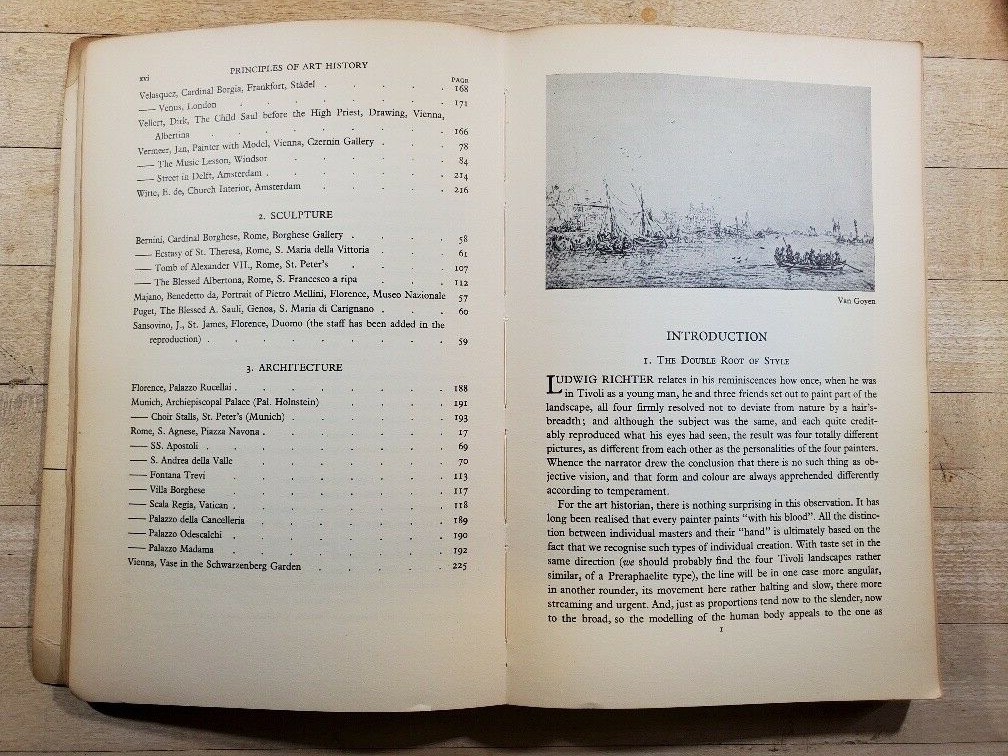 xvi PRINCIPLES OF ART HISTORY
PAGE
Velasquez, Cardinal Borgia, Frankfort, Städel . . . . . 168
—— Venus, London . . . . . . . 171
Vellert, Dirk, The Child Saul before the High Priest, Drawing, Vienna,
Albertina . . . . . . . . 166
Vermeer, Jan, Painter with Model, Vienna, Czernin Gallery . . . 78
—— The Music Lesson, Windsor . . . . . . 84
—— Street in Delft, Amsterdam . . . . . . 214
Witte, E. de, Church Interior, Amsterdam . . . . . 216
2. SCULPTURE
Bernini, Cardinal Borghese, Rome, Borghese Gallery . . . . 58
—— Ecstasy of St. Theresa, Rome, S. Maria della Vittoria . . . 61
—— Tomb of Alexander VII., Rome, St. Peter's . . . . 107
—— The Blessed Albertona, Rome, S. Francesco a ripa . . . 112
Majano, Benedetto da, Portrait of Pietro Mellini, Florence, Museo Nazionale 57
Puget, The Blessed A. Sauli, Genoa, S. Maria di Carignano . . . 60
Sansovino, J., St. James, Florence, Duomo (the staff has been added in the
reproduction) . . . . . . . . 59
3. ARCHITECTURE
Florence, Palazzo Rucellai . . . . . . . 188
Munich, Archiepiscopal Palace (Pal. Holnstein) . . . . 191
—— Choir Stalls, St. Peter's (Munich) . . . . . 193
Rome, S. Agnese, Piazza Navona . . . . . . 17
—— SS. Apostoli . . . . . . . . 69
—— S. Andrea della Valle . . . . . . 70
—— Fontana Trevi . . . . . . . 113
—— Villa Borghese . . . . . . . 117
—— Scala Regia, Vatican . . . . . . . 118
—— Palazzo della Cancelleria . . . . . . 189
—— Palazzo Odescalchi . . . . . . . 190
—— Palazzo Madama . . . . . . . 192
Vienna, Vase in the Schwarzenberg Garden . . . . . 225
Van Goyen
INTRODUCTION
1. The Double Root of Style
LUDWIG RICHTER relates in his reminiscences how once, when he was
in Tivoli as a young man, he and three friends set out to paint part of the
landscape, all four firmly resolved not to deviate from nature by a hair's-
breadth; and although the subject was the same, and each quite credit-
ably reproduced what his eyes had seen, the result was four totally different
pictures, as different from each other as the personalities of the four painters.
Whence the narrator drew the conclusion that there is no such thing as ob-
jective vision, and that form and colour are always apprehended differently
according to temperament.
For the art historian, there is nothing surprising in this observation. It has
long been realised that every painter paints "with his blood". All the distinc-
tion between individual masters and their "hand" is ultimately based on the
fact that we recognise such types of individual creation. With taste set in the
same direction (we should probably find the four Tivoli landscapes rather
similar, of a Preraphaelite type), the line will be in one case more angular,
in another rounder, its movement here rather halting and slow, there more
streaming and urgent. And, just as proportions tend now to the slender, now
to the broad, so the modelling of the human body appeals to the one as
1